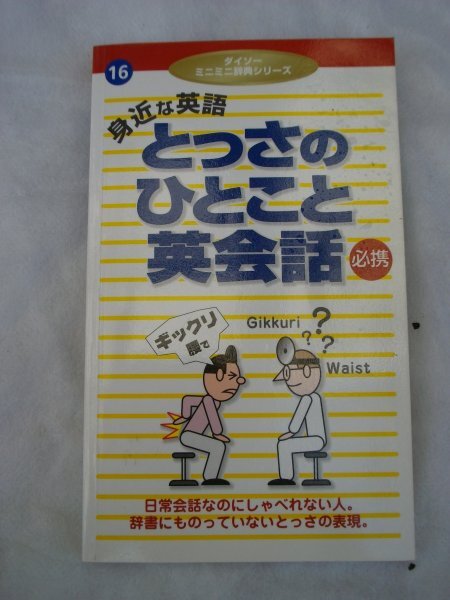 16
ダイソー
ミニミニ辞典シリーズ
身近な英語
とっさの
ひとこと
英会話
必携
ギックリ
腰で
Gikkuri
?
??
Waist
日常会話なのにしゃべれない人。
辞書にものっていないとっさの表現。